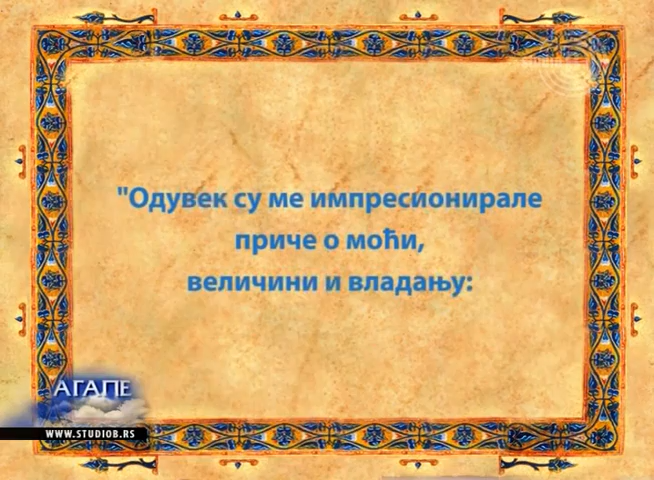 "Одувек су ме импресионирале
приче о моћи,
величини и владању:
АГАПЕ
WWW.STUDIOB.RS